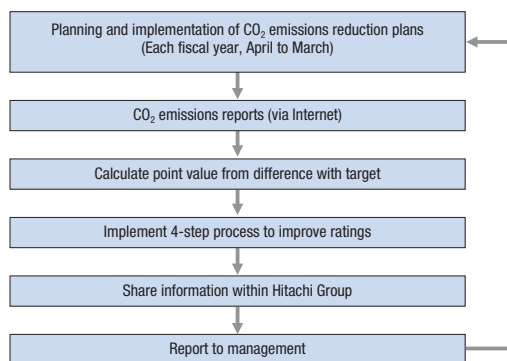 Planning and implementation of CO₂ emissions reduction plans
(Each fiscal year, April to March)
CO₂ emissions reports (via Internet)
Calculate point value from difference with target
Implement 4-step process to improve ratings
Share information within Hitachi Group
Report to management